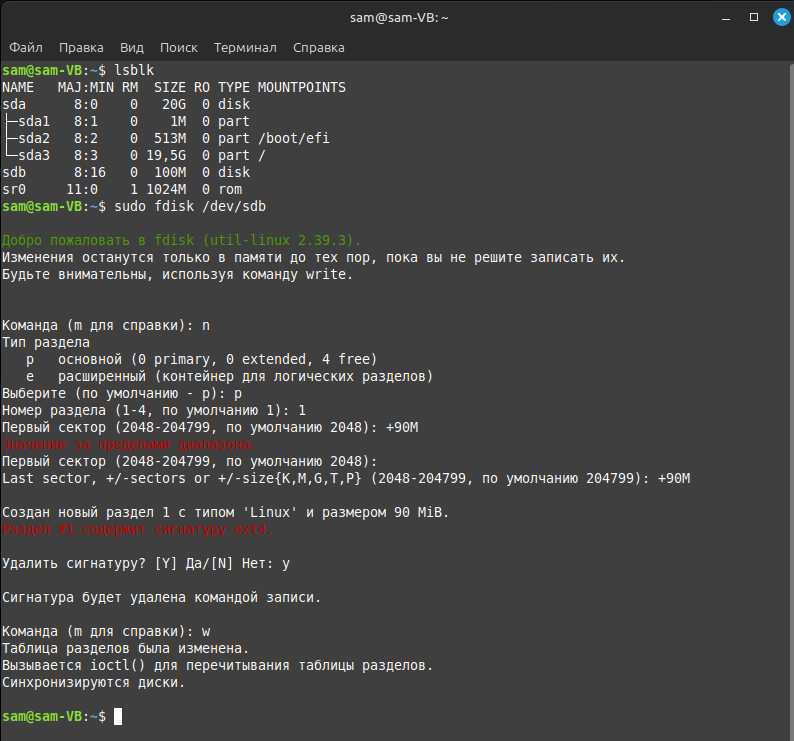 sam@sam-VB: ~
Файл Правка Вид Поиск Терминал Справка
sam@sam-VB:~$ lsblk
NAME   MAJ:MIN RM  SIZE RO TYPE MOUNTPOINTS
sda      8:0    0   20G  0 disk
├─sda1   8:1    0    1M  0 part
├─sda2   8:2    0  513M  0 part /boot/efi
└─sda3   8:3    0 19,5G  0 part /
sdb      8:16   0  100M  0 disk
sr0     11:0    1 1024M  0 rom
sam@sam-VB:~$ sudo fdisk /dev/sdb
Добро пожаловать в fdisk (util-linux 2.39.3).
Изменения останутся только в памяти до тех пор, пока вы не решите записать их.
Будьте внимательны, используя команду write.
Команда (m для справки): n
Тип раздела
   p   основной (0 primary, 0 extended, 4 free)
   e   расширенный (контейнер для логических разделов)
Выберите (по умолчанию - p): p
Номер раздела (1-4, по умолчанию 1): 1
Первый сектор (2048-204799, по умолчанию 2048): +90M
Значение за пределами диапазона.
Первый сектор (2048-204799, по умолчанию 2048):
Last sector, +/-sectors or +/-size{K,M,G,T,P} (2048-204799, по умолчанию 204799): +90M
Создан новый раздел 1 с типом 'Linux' и размером 90 MiB.
Раздел #1 содержит сигнатуру ext4.
Удалить сигнатуру? [Y] Да/[N] Нет: y
Сигнатура будет удалена командой записи.
Команда (m для справки): w
Таблица разделов была изменена.
Вызывается ioctl() для перечитывания таблицы разделов.
Синхронизируются диски.
sam@sam-VB:~$